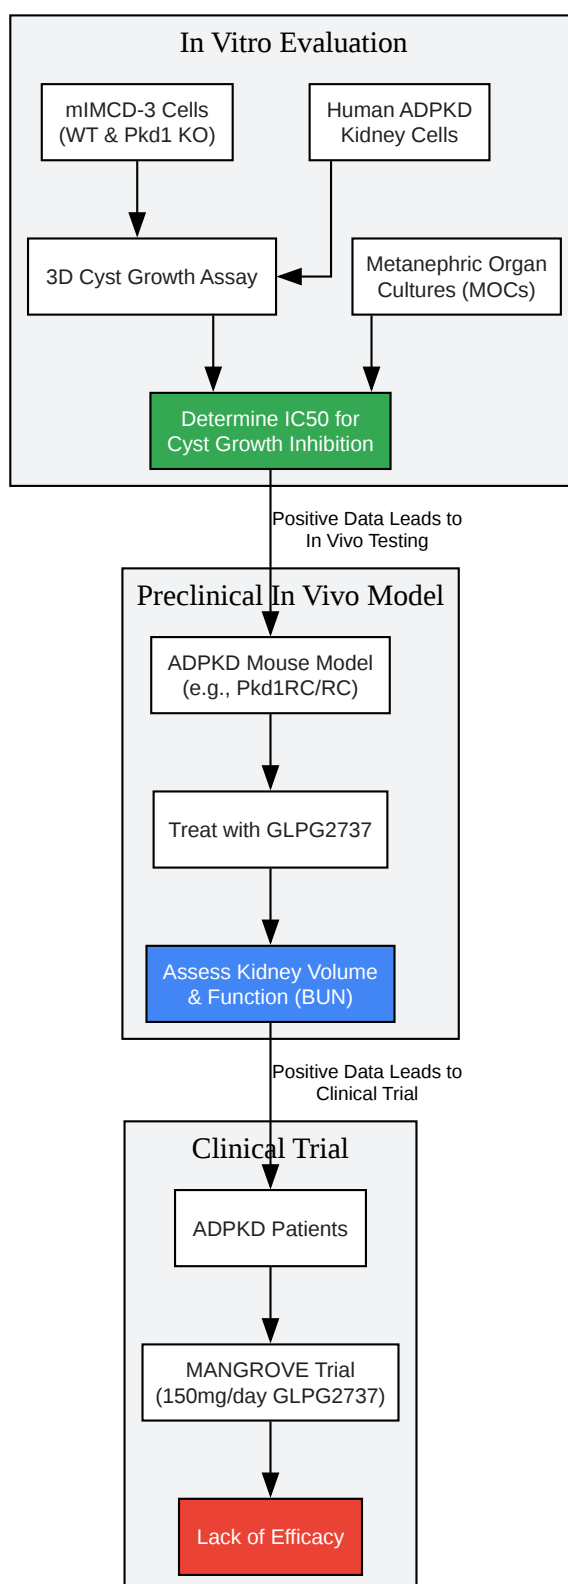 In Vitro Evaluation
mIMCD-3 Cells
(WT & Pkd1 KO)
Human ADPKD
Kidney Cells
3D Cyst Growth Assay
Metanephric Organ
Cultures (MOCs)
Determine IC50 for
Cyst Growth Inhibition
Positive Data Leads to
In Vivo Testing
Preclinical In Vivo Model
ADPKD Mouse Model
(e.g., Pkd1RC/RC)
Treat with GLPG2737
Assess Kidney Volume
& Function (BUN)
Positive Data Leads to
Clinical Trial
Clinical Trial
ADPKD Patients
MANGROVE Trial
(150mg/day GLPG2737)
Lack of Efficacy